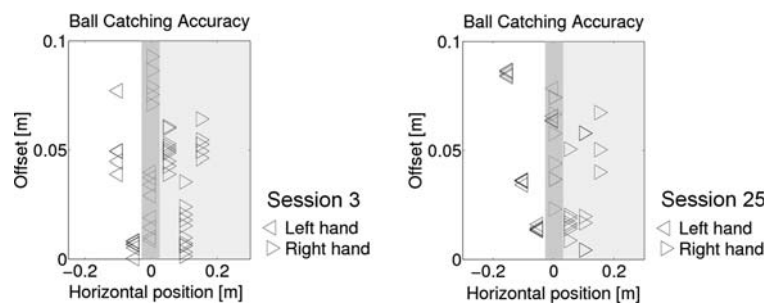 Ball Catching Accuracy
0.1
0.05
0
Offset [m]
−0.2 0 0.2
Horizontal position [m]
Session 3
Left hand
Right hand
Ball Catching Accuracy
0.1
0.05
0
Offset [m]
−0.2 0 0.2
Horizontal position [m]
Session 25
Left hand
Right hand